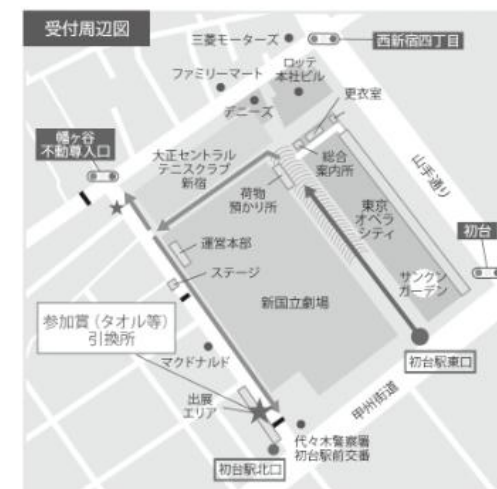 受付周辺図
三菱モーターズ
西新宿四丁目
ファミリーマート
ロッテ
本社ビル
デニーズ
更衣室
幡ヶ谷
不動尊入口
大正セントラル
テニスクラブ
新宿
総合
案内所
山手通り
荷物
預かり所
東京
オペラ
シティ
初台
運営本部
ステージ
サンクン
ガーデン
新国立劇場
参加賞(タオル等)
引換所
マクドナルド
初台駅東口
出展
エリア
甲州街道
代々木警察署
初台駅前交番
初台駅北口